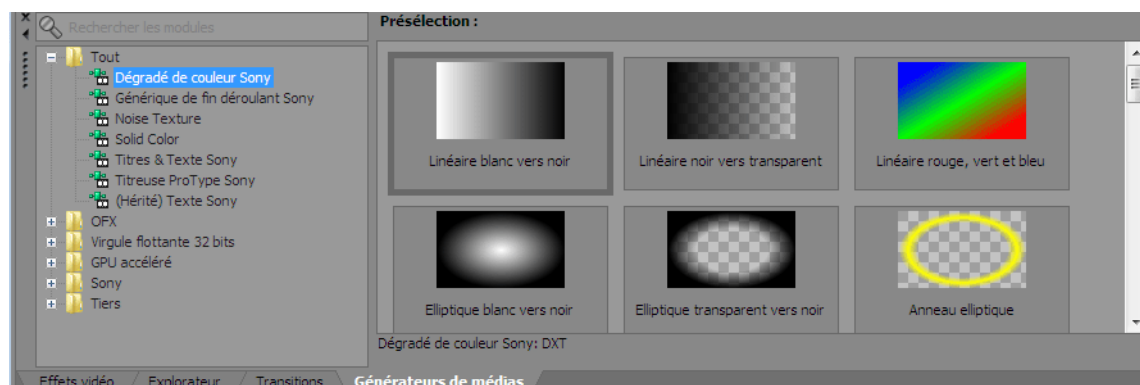 Rechercher les modules
Tout
Dégradé de couleur Sony
Générique de fin déroulant Sony
Noise Texture
Solid Color
Titres & Texte Sony
Titreuse ProType Sony
(Hérité) Texte Sony
OFX
Virgule flottante 32 bits
GPU accéléré
Sony
Tiers
Présélection :
Linéaire blanc vers noir
Linéaire noir vers transparent
Linéaire rouge, vert et bleu
Elliptique blanc vers noir
Elliptique transparent vers noir
Anneau elliptique
Dégradé de couleur Sony: DXT
Effets vidéo
Explorateur
Transitions
Générateurs de médias